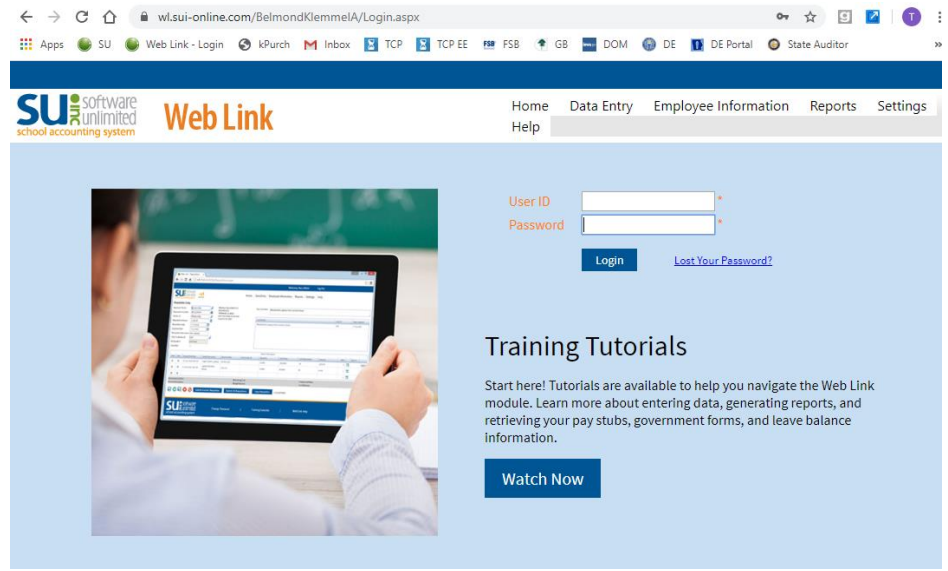 wl.sui-online.com/BelmondKlemmelA/Login.aspx
T
Apps SU Web Link - Login kPurch Inbox TCP TCP EE FSB FSB GB DOM DE DE Portal State Auditor »
SUinc software unlimited
school accounting system
Web Link
Home Data Entry Employee Information Reports Settings
Help
User ID *
Password *
Login Lost Your Password?
SUinc
Training Tutorials
Start here! Tutorials are available to help you navigate the Web Link
module. Learn more about entering data, generating reports, and
retrieving your pay stubs, government forms, and leave balance
information.
Watch Now